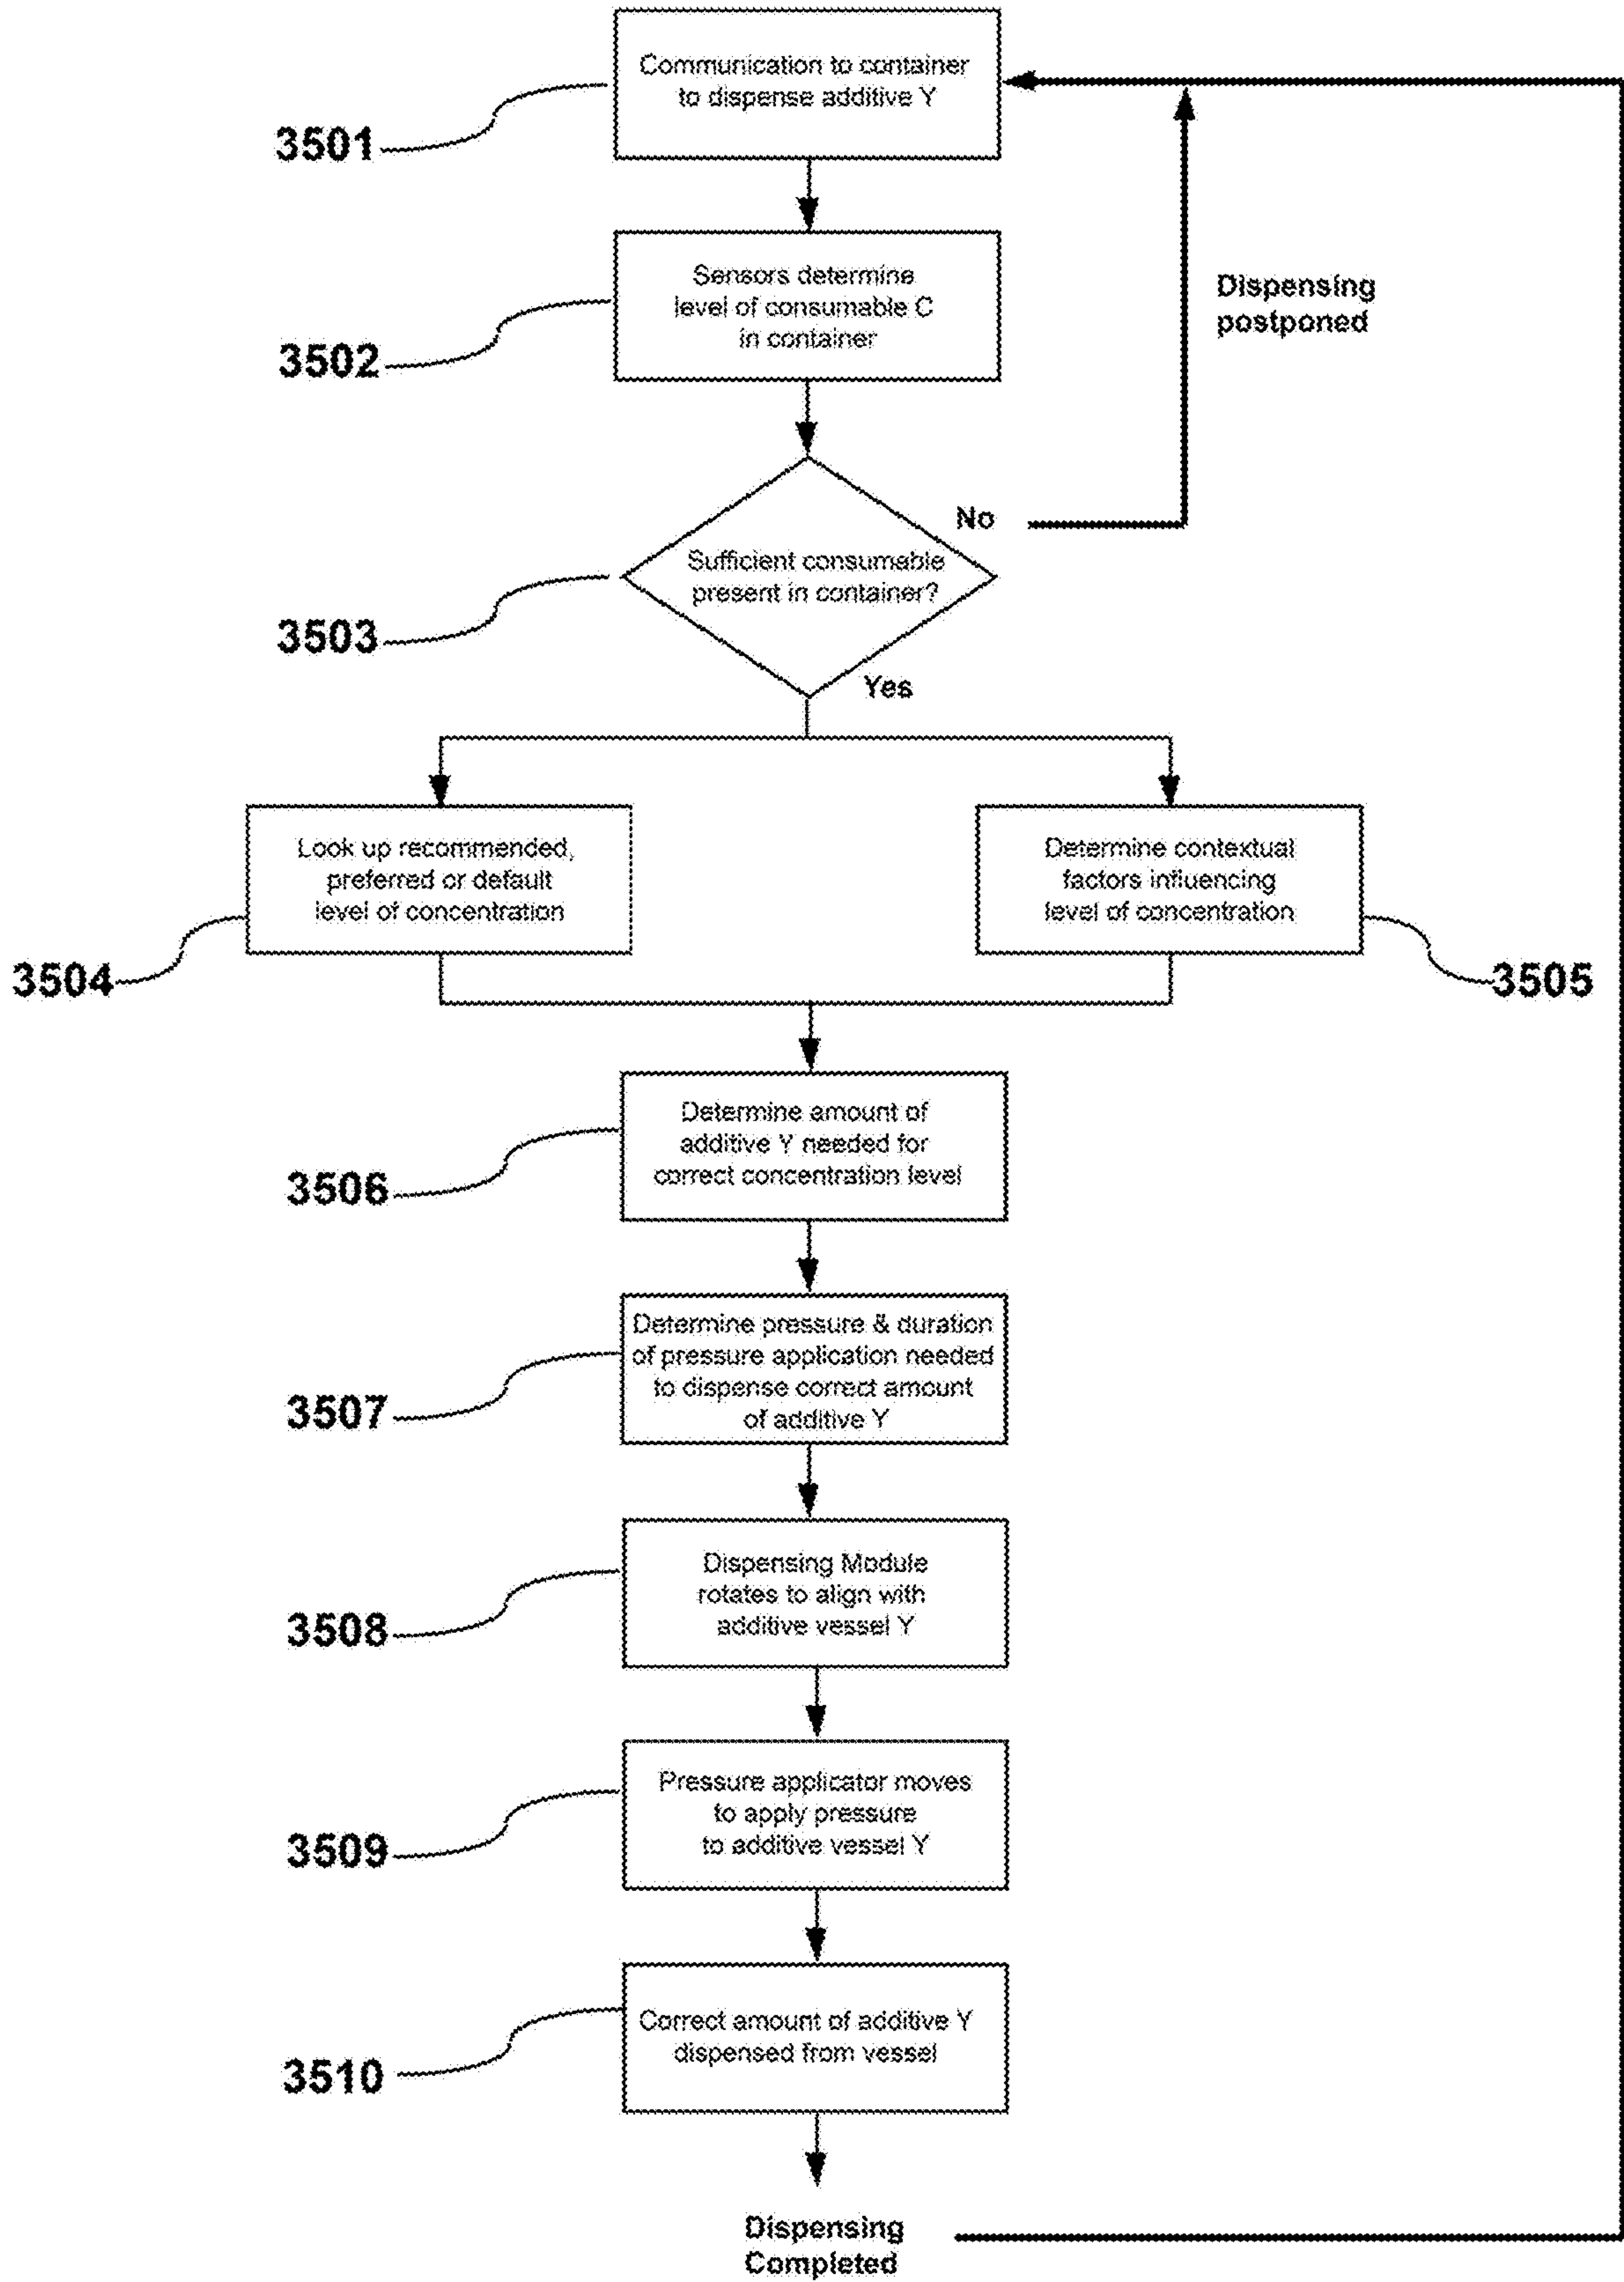 Communication to container
to dispense additive Y
3501
Sensors determine
level of consumable C
in container
3502
Dispensing
postponed
No
Sufficient consumable
present in container?
3503
Yes
Look up recommended,
preferred or default
level of concentration
3504
Determine contextual
factors influencing
level of concentration
3505
Determine amount of
additive Y needed for
correct concentration level
3506
Determine pressure & duration
of pressure application needed
to dispense correct amount
of additive Y
3507
Dispensing Module
rotates to align with
additive vessel Y
3508
Pressure applicator moves
to apply pressure
to additive vessel Y
3509
Correct amount of additive Y
dispensed from vessel
3510
Dispensing
Completed